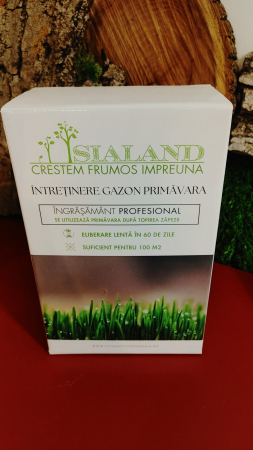 SIALAND
CREȘTEM FRUMOS IMPREUNA
ÎNTREȚINERE GAZON PRIMĂVARA
ÎNGRĂȘĂMÂNT PROFESIONAL
SE UTILIZEAZĂ PRIMĂVARA DUPĂ TOPIREA ZĂPEZII
ELIBERARE LENTĂ ÎN 60 DE ZILE
SUFICIENT PENTRU 100 M2